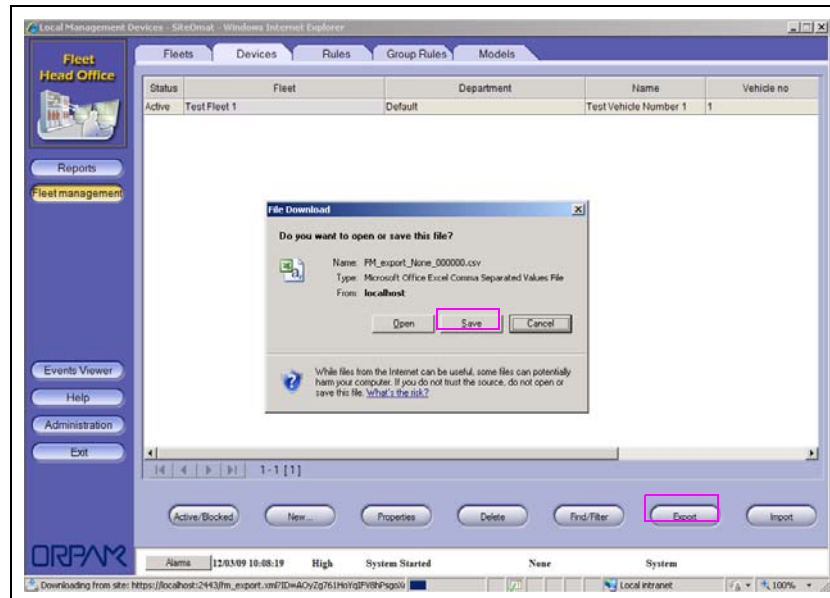 Local Management Devices - SiteOmat - Windows Internet Explorer
Fleet Head Office
Fleets Devices Rules Group Rules Models
Status Fleet Department Name Vehicle no
Active Test Fleet 1 Default Test Vehicle Number 1 1
Reports
Fleet management
File Download
Do you want to open or save this file?
Name: FM_export_None_000000.csv
Type: Microsoft Office Excel Comma Separated Values File
From: localhost
Open Save Cancel
While files from the Internet can be useful, some files can potentially
harm your computer. If you do not trust the source, do not open or
save this file. What's the risk?
Events Viewer
Help
Administration
Exit
1-1 [1]
Active/Blocked New... Properties Delete Find/Filter Export Import
ORPAK
Alarms 12/03/09 10:08:19 High System Started None System
Downloading from site: Local intranet 100%